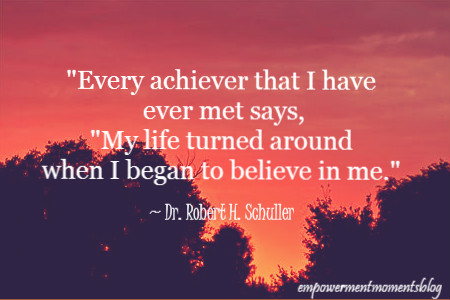 "Every achiever that I have
ever met says,
"My life turned around
when I began to believe in me."
~ Dr. Robert H. Schuller
empowermentmomentsblog